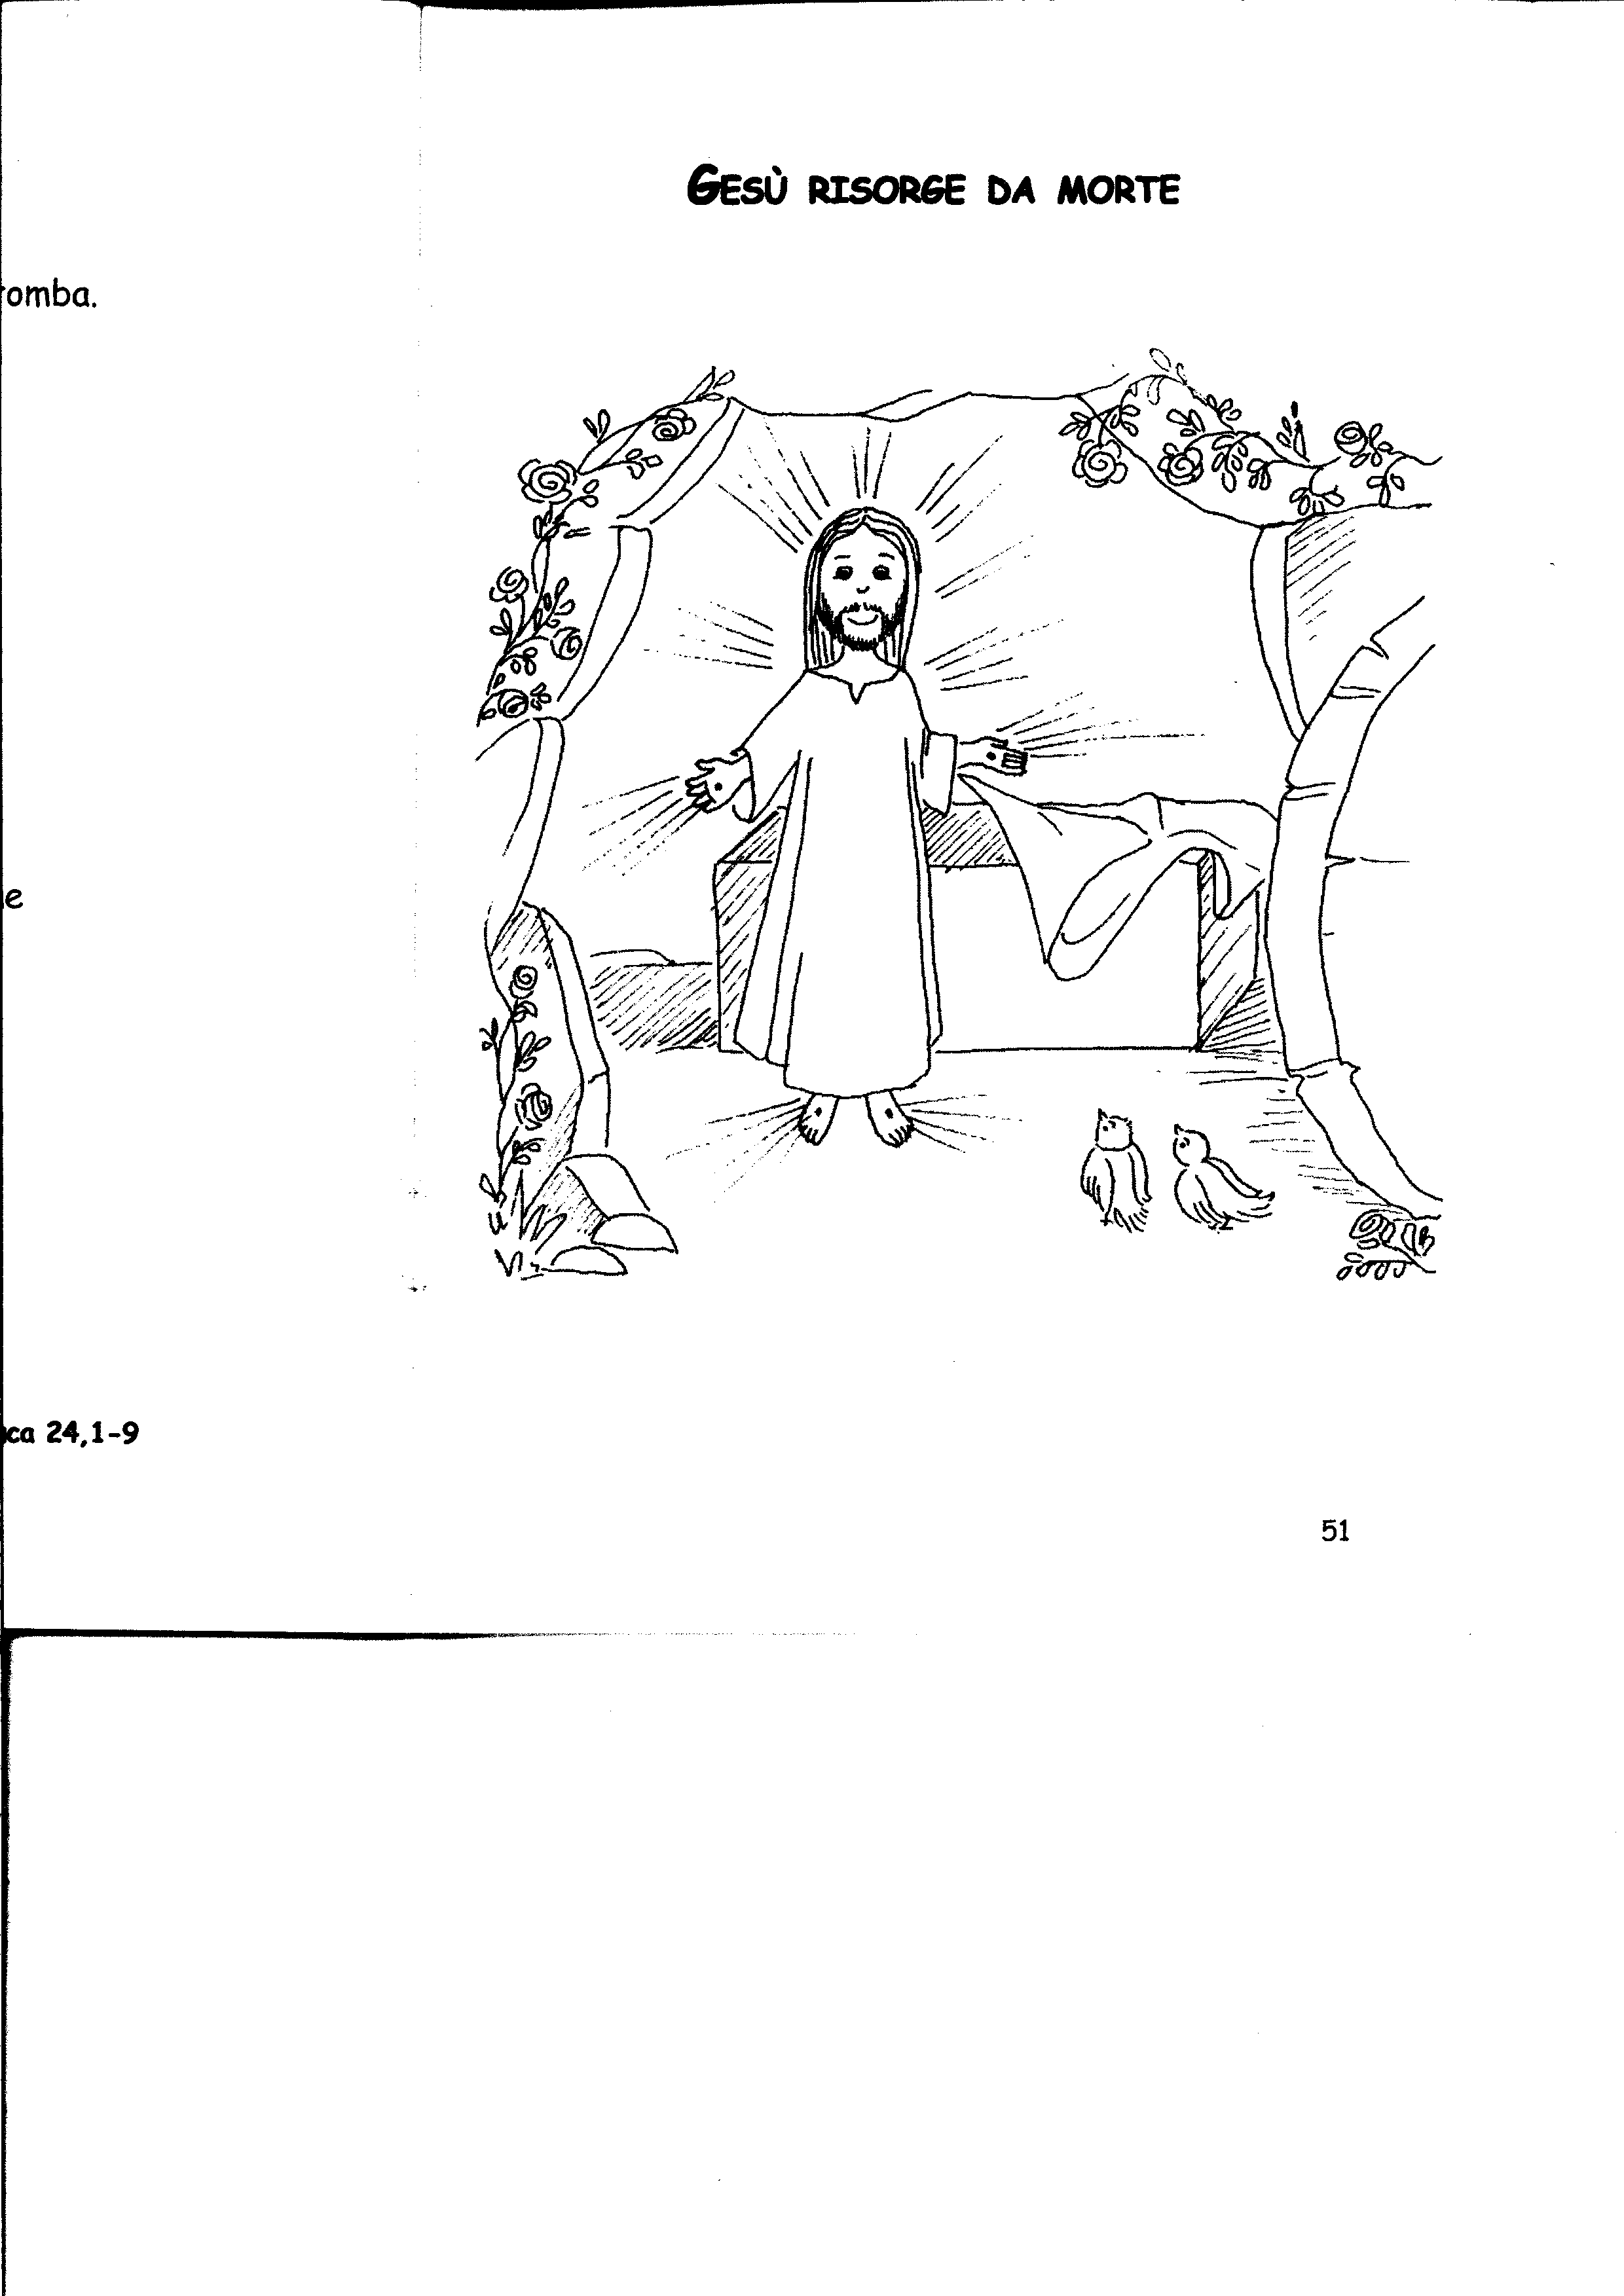 omba.
e
ca 24,1-9
GESÙ RISORGE DA MORTE
51